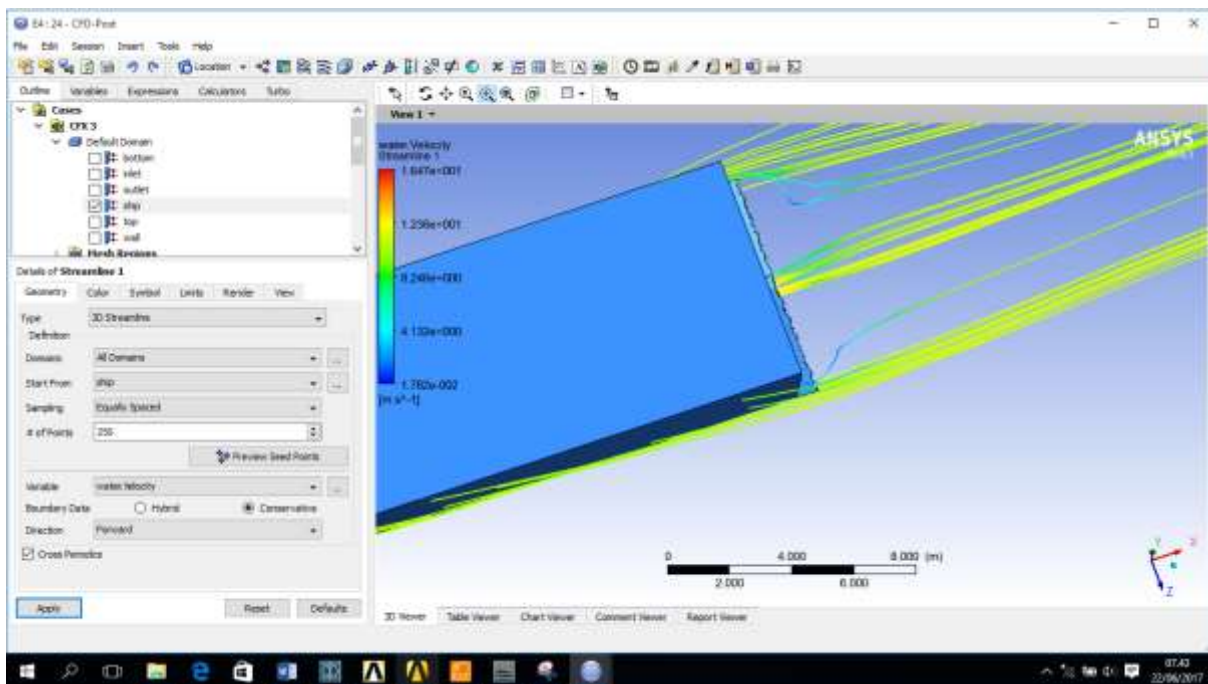 E4 : 24 - CFD-Post
File Edit Session Insert Tools Help
Location
Outline Variables Expressions Calculators Turbo
Cases
CFX 3
Default Domain
bottom
inlet
outlet
ship
top
wall
Mesh Regions
Details of Streamline 1
Geometry Color Symbol Limits Render View
Type 3D Streamline
Definition
Domains All Domains
Start From ship
Sampling Equally Spaced
# of Points 250
Preview Seed Points
Variable water.Velocity
Boundary Data Hybrid Conservative
Direction Forward
Cross Periodics
Apply Reset Defaults
View 1
water.Velocity
Streamline 1
1.647e+001
1.236e+001
4.132e+000
1.782e-002
[m s^-1]
ANSYS
0 4.000 8.000 (m)
2.000 6.000
Y
X
Z
3D Viewer Table Viewer Chart Viewer Comment Viewer Report Viewer
07.43
22/06/2017